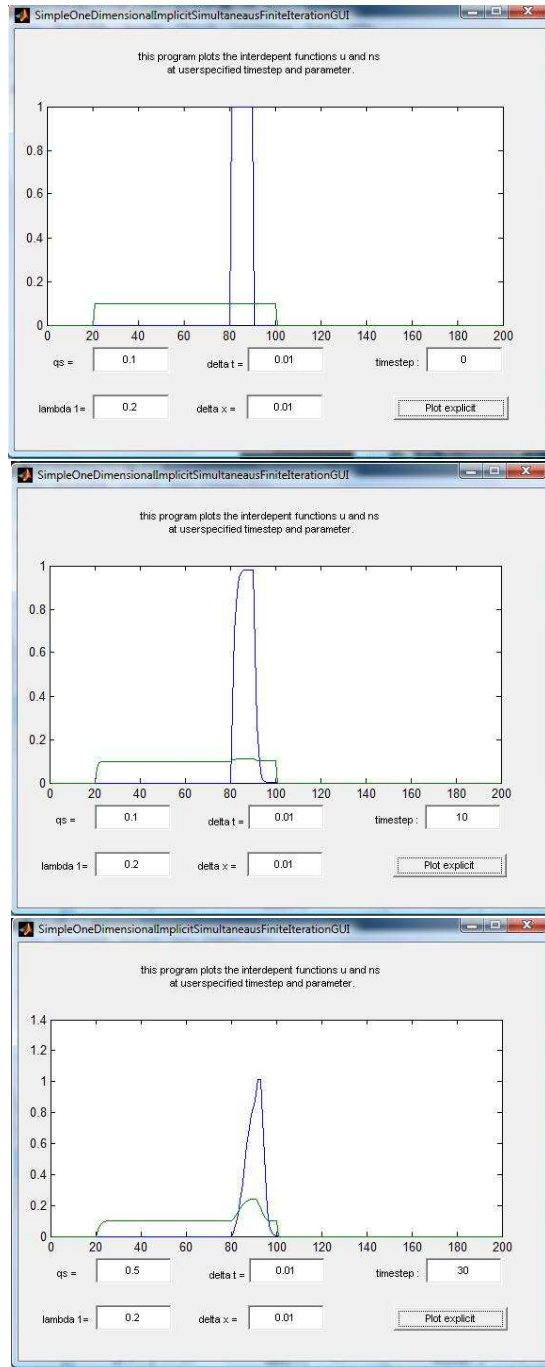 SimpleOneDimensionalImplicitSimultaneausFiniteIterationGUI
this program plots the interdepent functions u and ns
at userspecified timestep and parameter.
1
0.8
0.6
0.4
0.2
0
0 20 40 60 80 100 120 140 160 180 200
qs = 0.1 delta t = 0.01 timestep : 0
lambda 1= 0.2 delta x = 0.01 Plot explicit
SimpleOneDimensionalImplicitSimultaneausFiniteIterationGUI
this program plots the interdepent functions u and ns
at userspecified timestep and parameter.
1
0.8
0.6
0.4
0.2
0
0 20 40 60 80 100 120 140 160 180 200
qs = 0.1 delta t = 0.01 timestep : 10
lambda 1= 0.2 delta x = 0.01 Plot explicit
SimpleOneDimensionalImplicitSimultaneausFiniteIterationGUI
this program plots the interdepent functions u and ns
at userspecified timestep and parameter.
1.4
1.2
1
0.8
0.6
0.4
0.2
0
0 20 40 60 80 100 120 140 160 180 200
qs = 0.5 delta t = 0.01 timestep : 30
lambda 1= 0.2 delta x = 0.01 Plot explicit